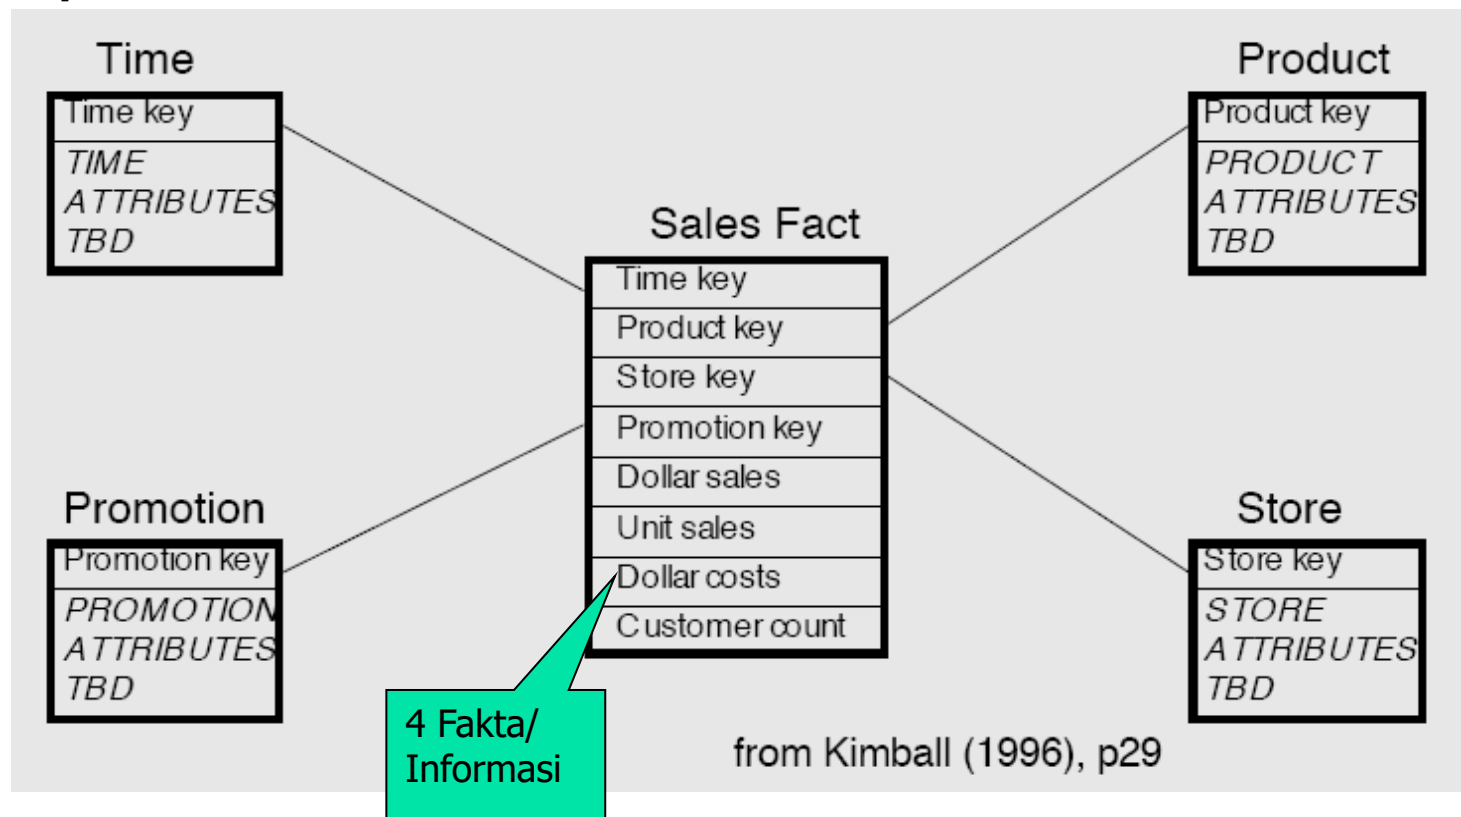 Time
Time key
TIME
ATTRIBUTES
TBD
Product
Product key
PRODUCT
ATTRIBUTES
TBD
Sales Fact
Time key
Product key
Store key
Promotion key
Dollar sales
Unit sales
Dollar costs
Customer count
Promotion
Promotion key
PROMOTION
ATTRIBUTES
TBD
Store
Store key
STORE
ATTRIBUTES
TBD
4 Fakta/
Informasi
from Kimball (1996), p29